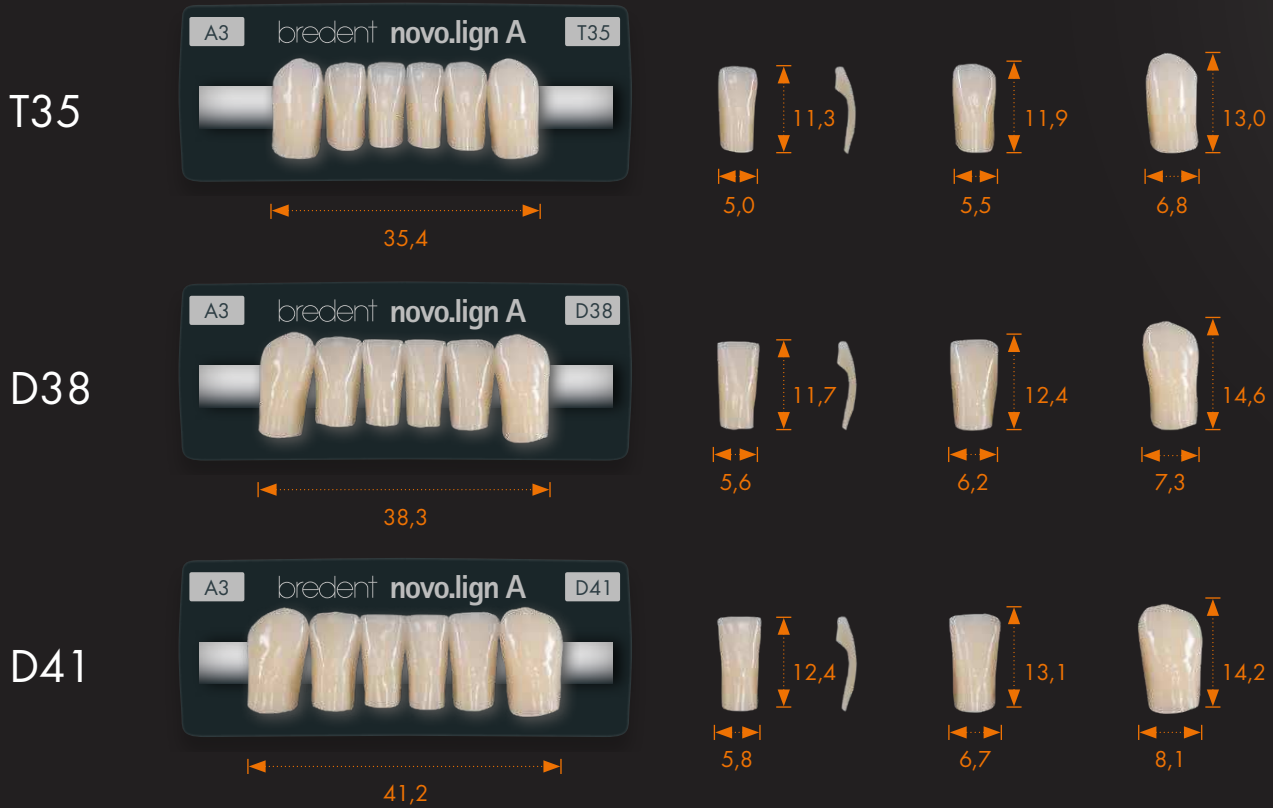 A3 bredent novo.lign A T35
T35
11,3 11,9 13,0
5,0 5,5 6,8
35,4
A3 bredent novo.lign A D38
D38
11,7 12,4 14,6
5,6 6,2 7,3
38,3
A3 bredent novo.lign A D41
D41
12,4 13,1 14,2
5,8 6,7 8,1
41,2